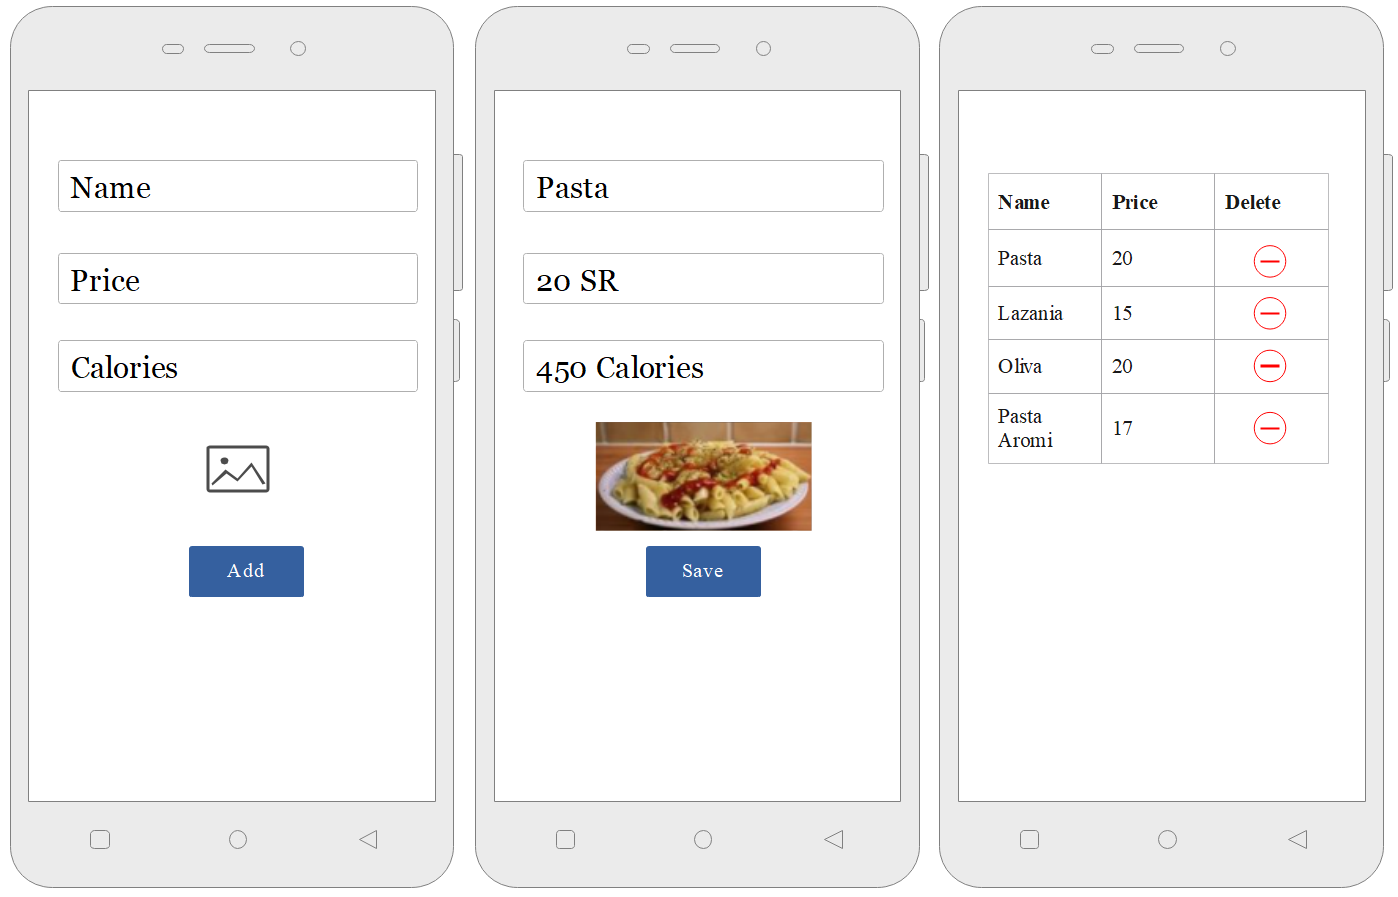 Name
Price
Calories
Add
Pasta
20 SR
450 Calories
Save
Name Price Delete
Pasta 20
Lazania 15
Oliva 20
Pasta
Aromi 17